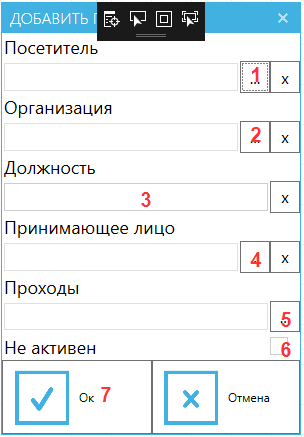 ДОБАВИТЬ
Посетитель
1 ... x
Организация
2 x
Должность
3 x
Принимающее лицо
4 x
Проходы
5
Не активен
6
Ок 7 Отмена